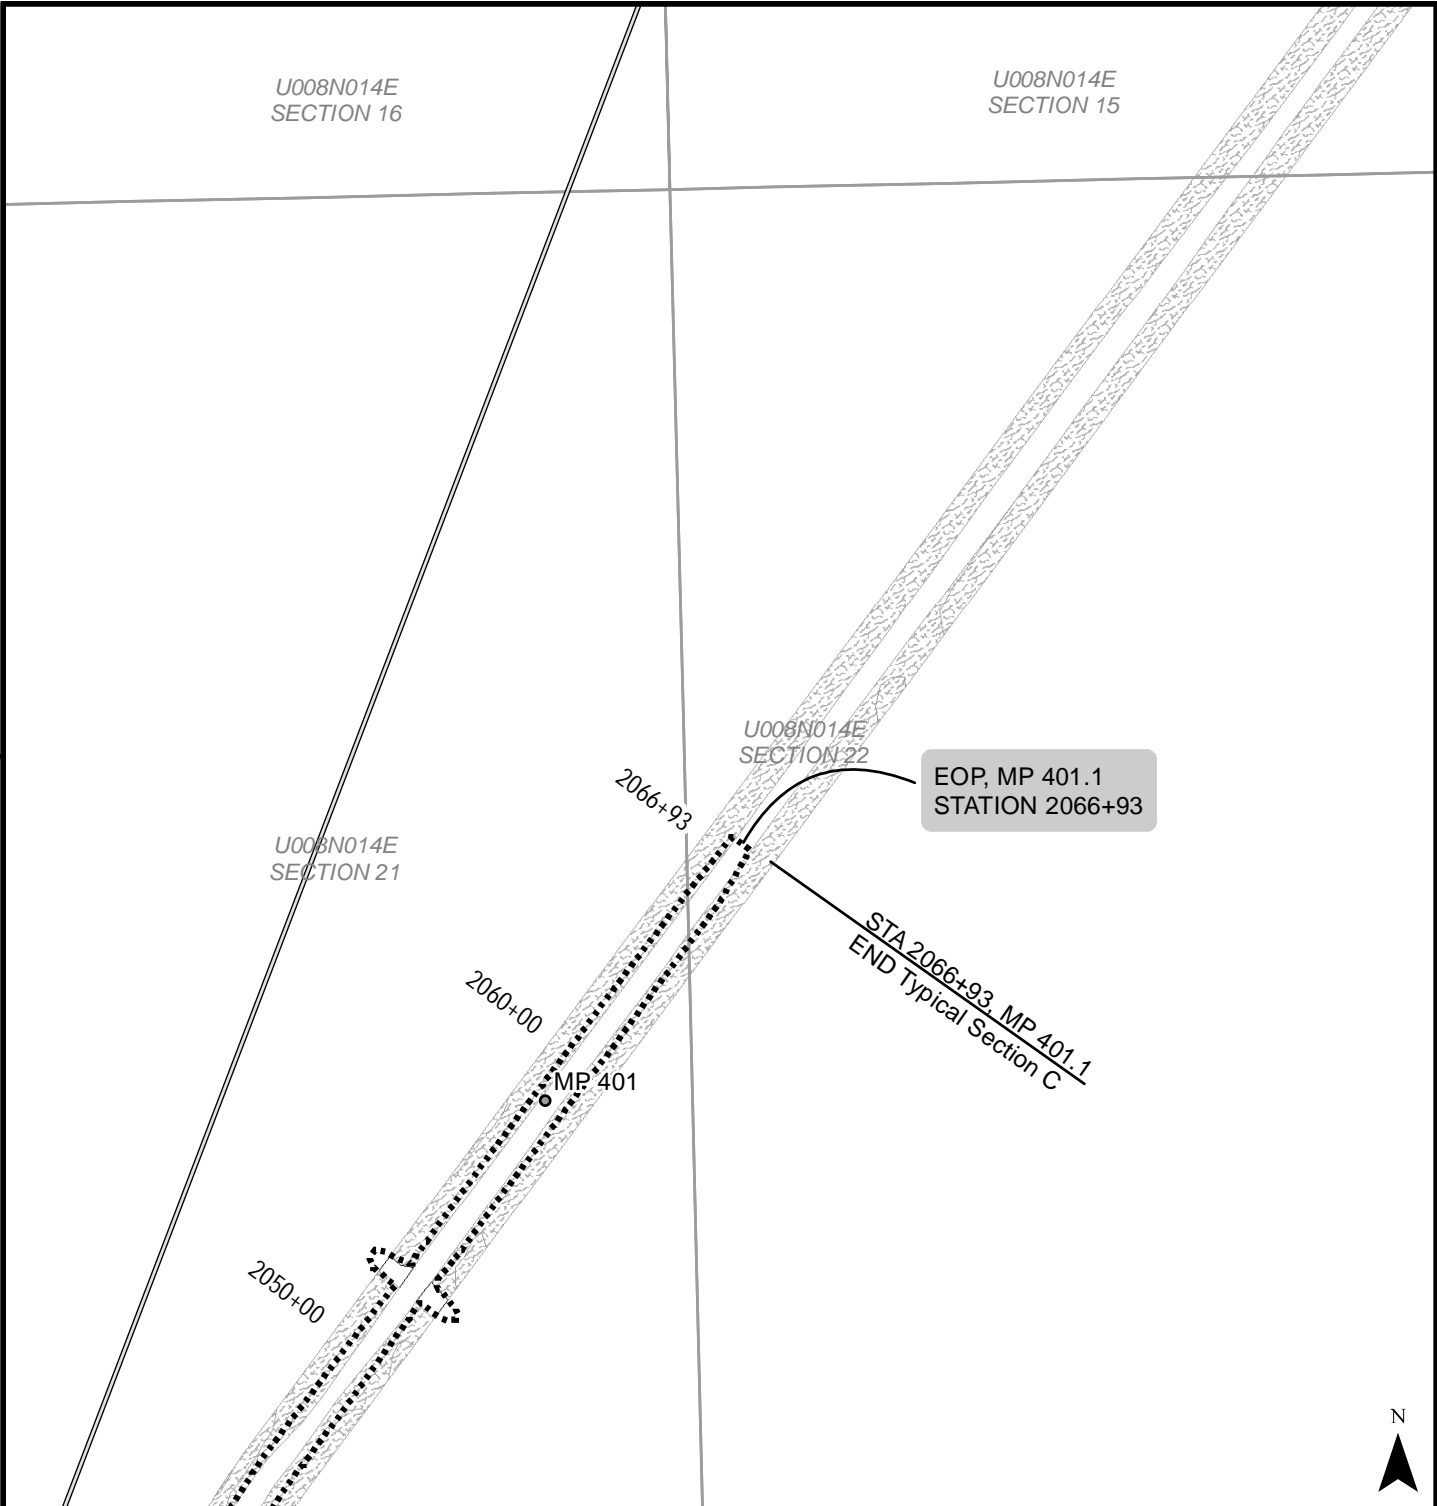 U008N014E
SECTION 16
U008N014E
SECTION 15
U008N014E
SECTION 22
2066+93
EOP, MP 401.1
STATION 2066+93
U008N014E
SECTION 21
STA 2066+93, MP 401.1
END Typical Section C
2060+00
MP 401
2050+00
N